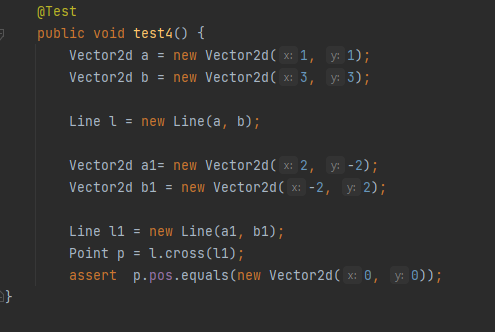 @Test
public void test4() {
Vector2d a = new Vector2d( x: 1, y: 1);
Vector2d b = new Vector2d( x: 3, y: 3);
Line l = new Line(a, b);
Vector2d a1= new Vector2d( x: 2, y: -2);
Vector2d b1 = new Vector2d( x: -2, y: 2);
Line l1 = new Line(a1, b1);
Point p = l.cross(l1);
assert  p.pos.equals(new Vector2d( x: 0, y: 0));
}